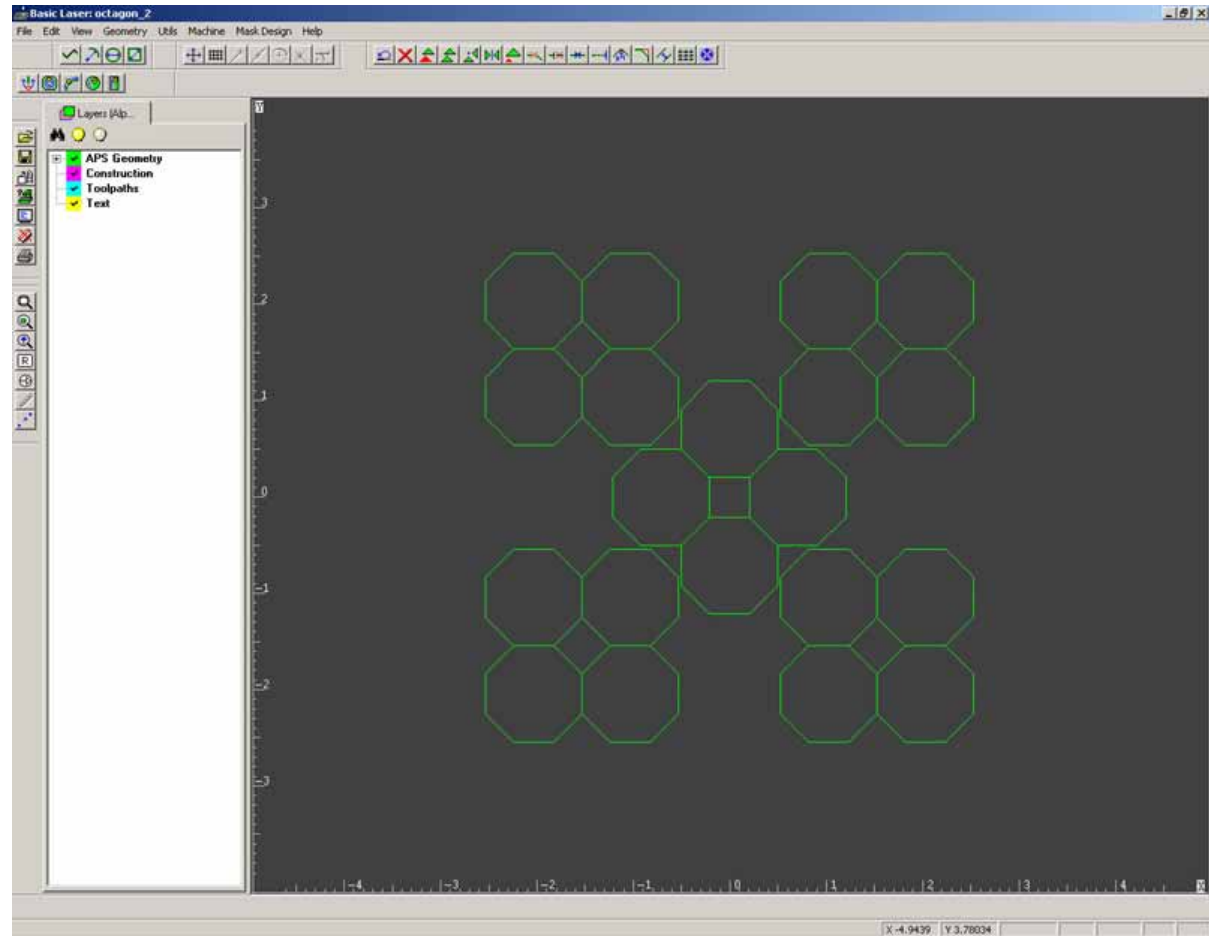 Basic Laser: octagon_2
File Edit View Geometry Utils Machine Mask Design Help
Layers (Alp...
APS Geometry
Construction
Toolpaths
Text
Y
3
2
1
0
-1
-2
-3
-4 -3 -2 -1 0 1 2 3 4 X
R
X -4.9439 Y 3.78034